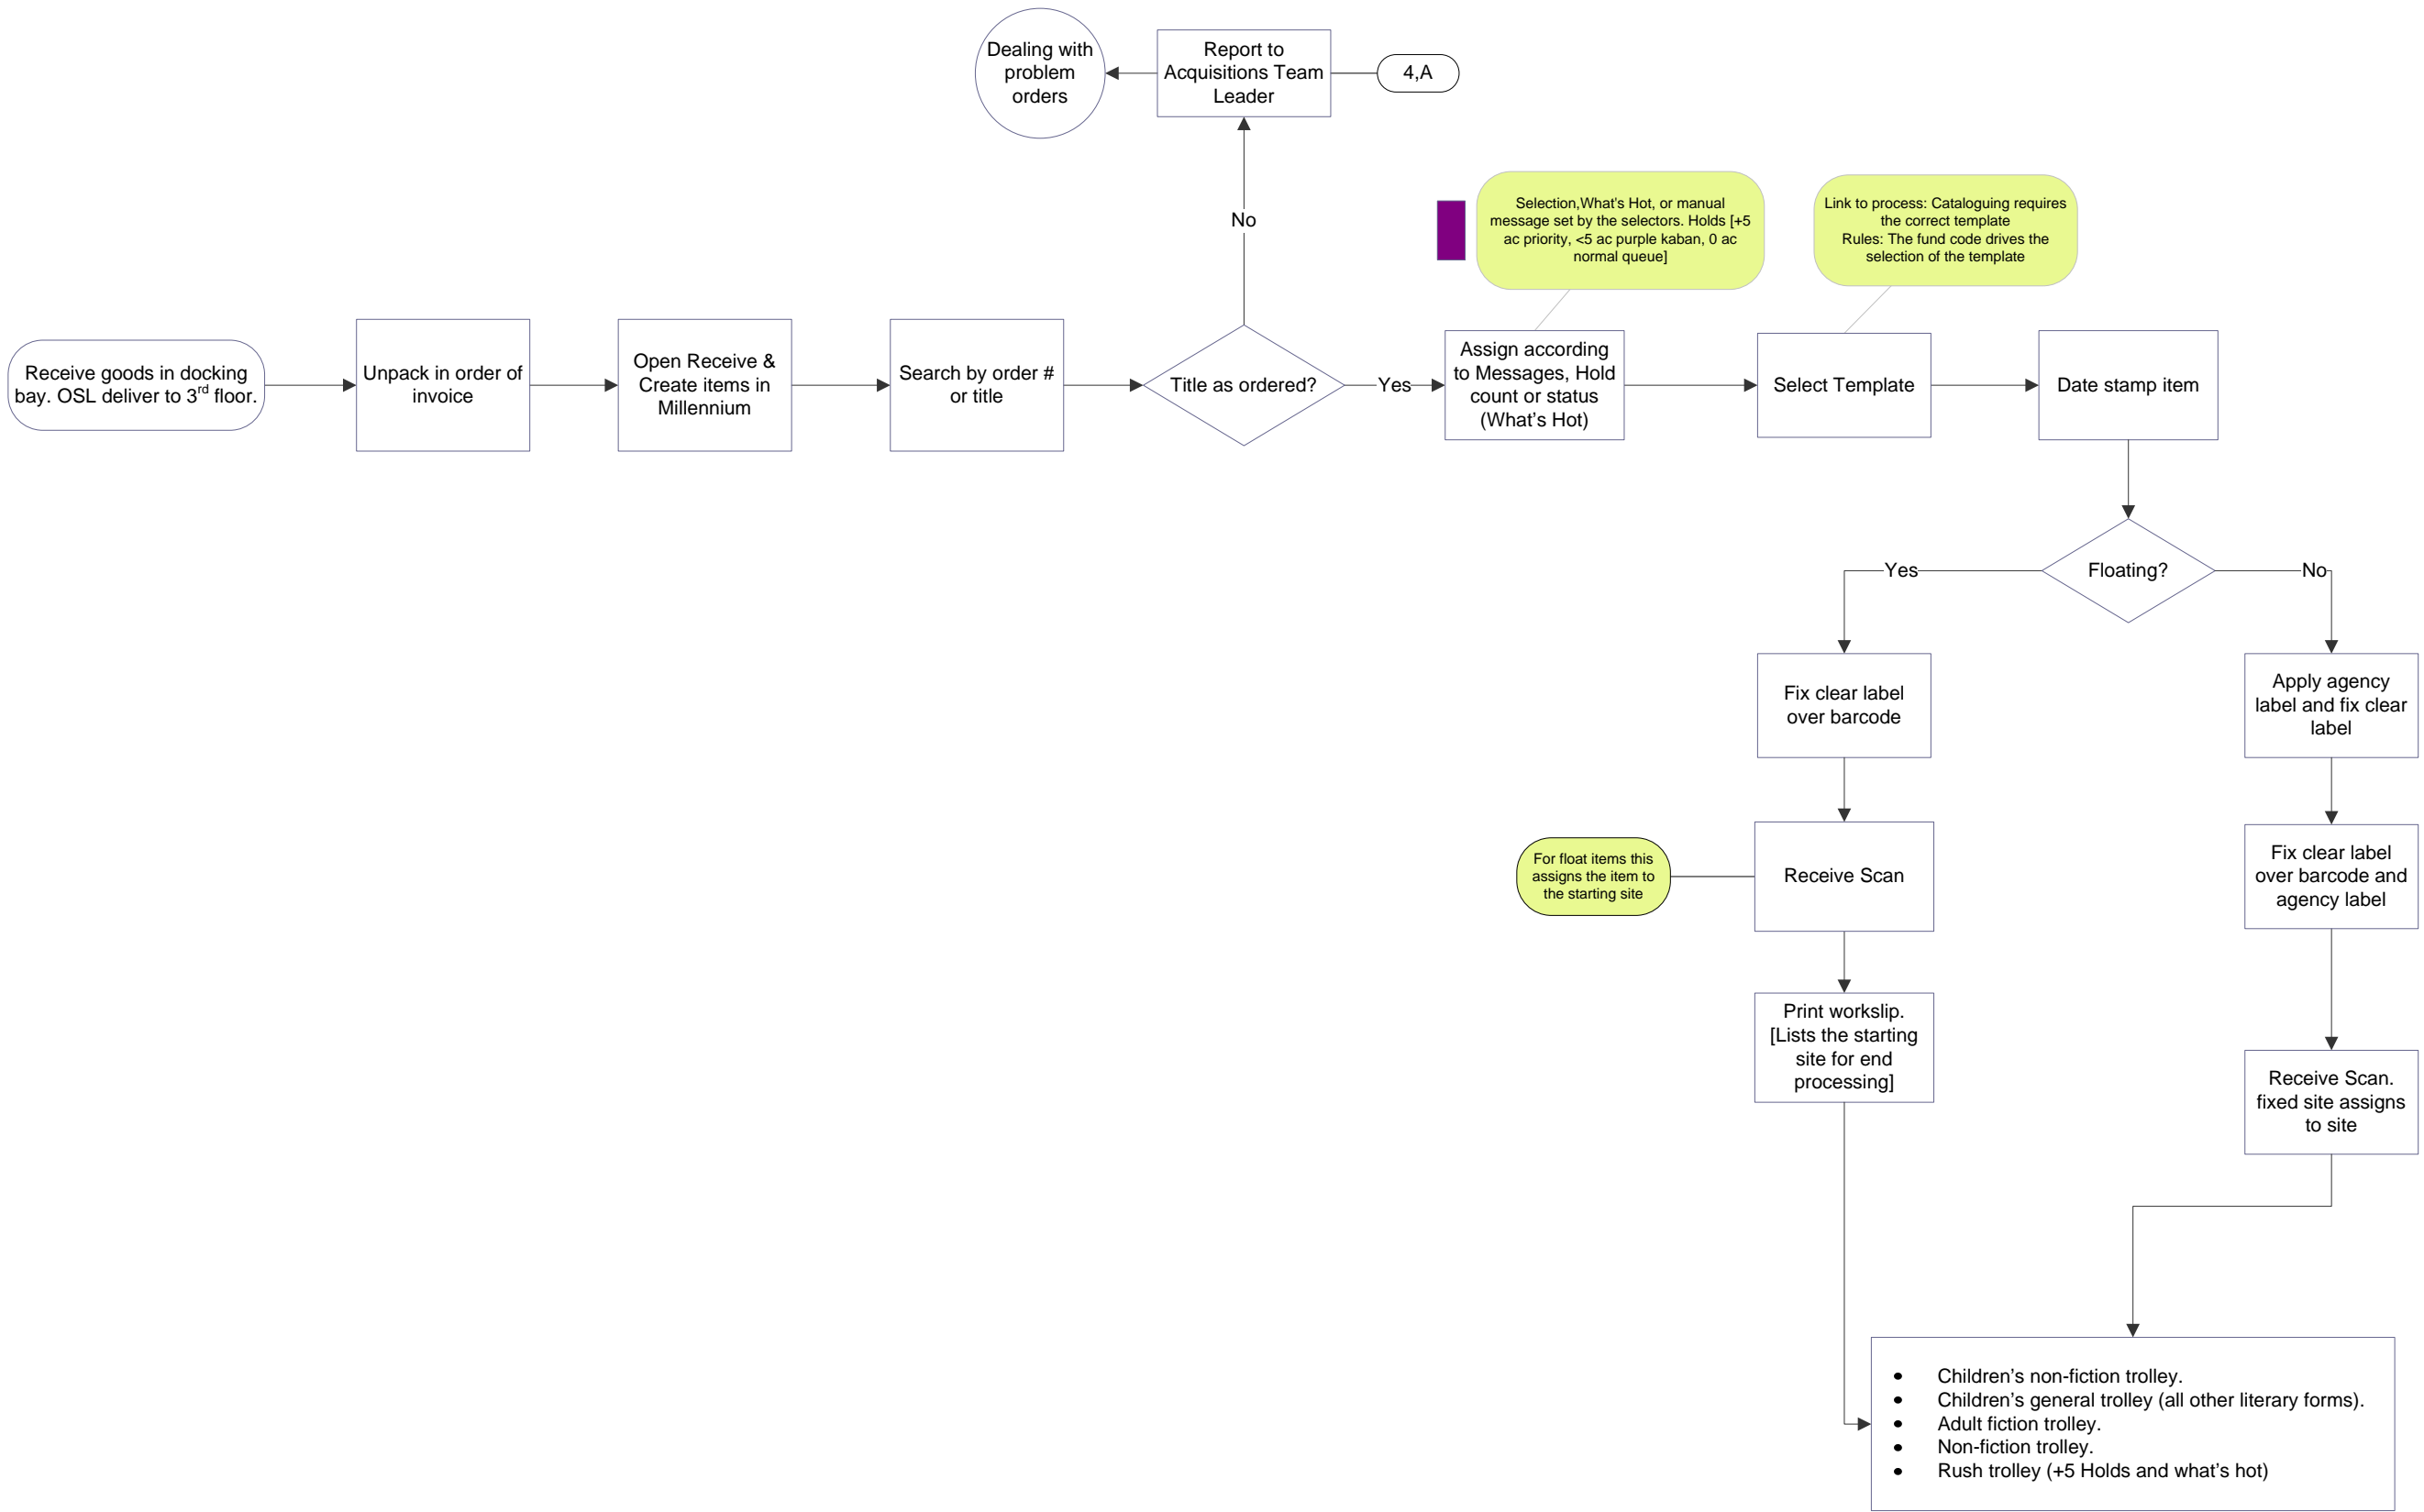 Dealing with
problem
orders
Report to
Acquisitions Team
Leader
4,A
No
Selection,What's Hot, or manual
message set by the selectors. Holds [+5
ac priority, <5 ac purple kaban, 0 ac
normal queue]
Link to process: Cataloguing requires
the correct template
Rules: The fund code drives the
selection of the template
Receive goods in docking
bay. OSL deliver to 3rd floor.
Unpack in order of
invoice
Open Receive &
Create items in
Millennium
Search by order #
or title
Title as ordered?
Yes
Assign according
to Messages, Hold
count or status
(What's Hot)
Select Template
Date stamp item
Yes
Floating?
No
Fix clear label
over barcode
Apply agency
label and fix clear
label
For float items this
assigns the item to
the starting site
Receive Scan
Fix clear label
over barcode and
agency label
Print workslip.
[Lists the starting
site for end
processing]
Receive Scan.
fixed site assigns
to site
• Children's non-fiction trolley.
• Children's general trolley (all other literary forms).
• Adult fiction trolley.
• Non-fiction trolley.
• Rush trolley (+5 Holds and what's hot)